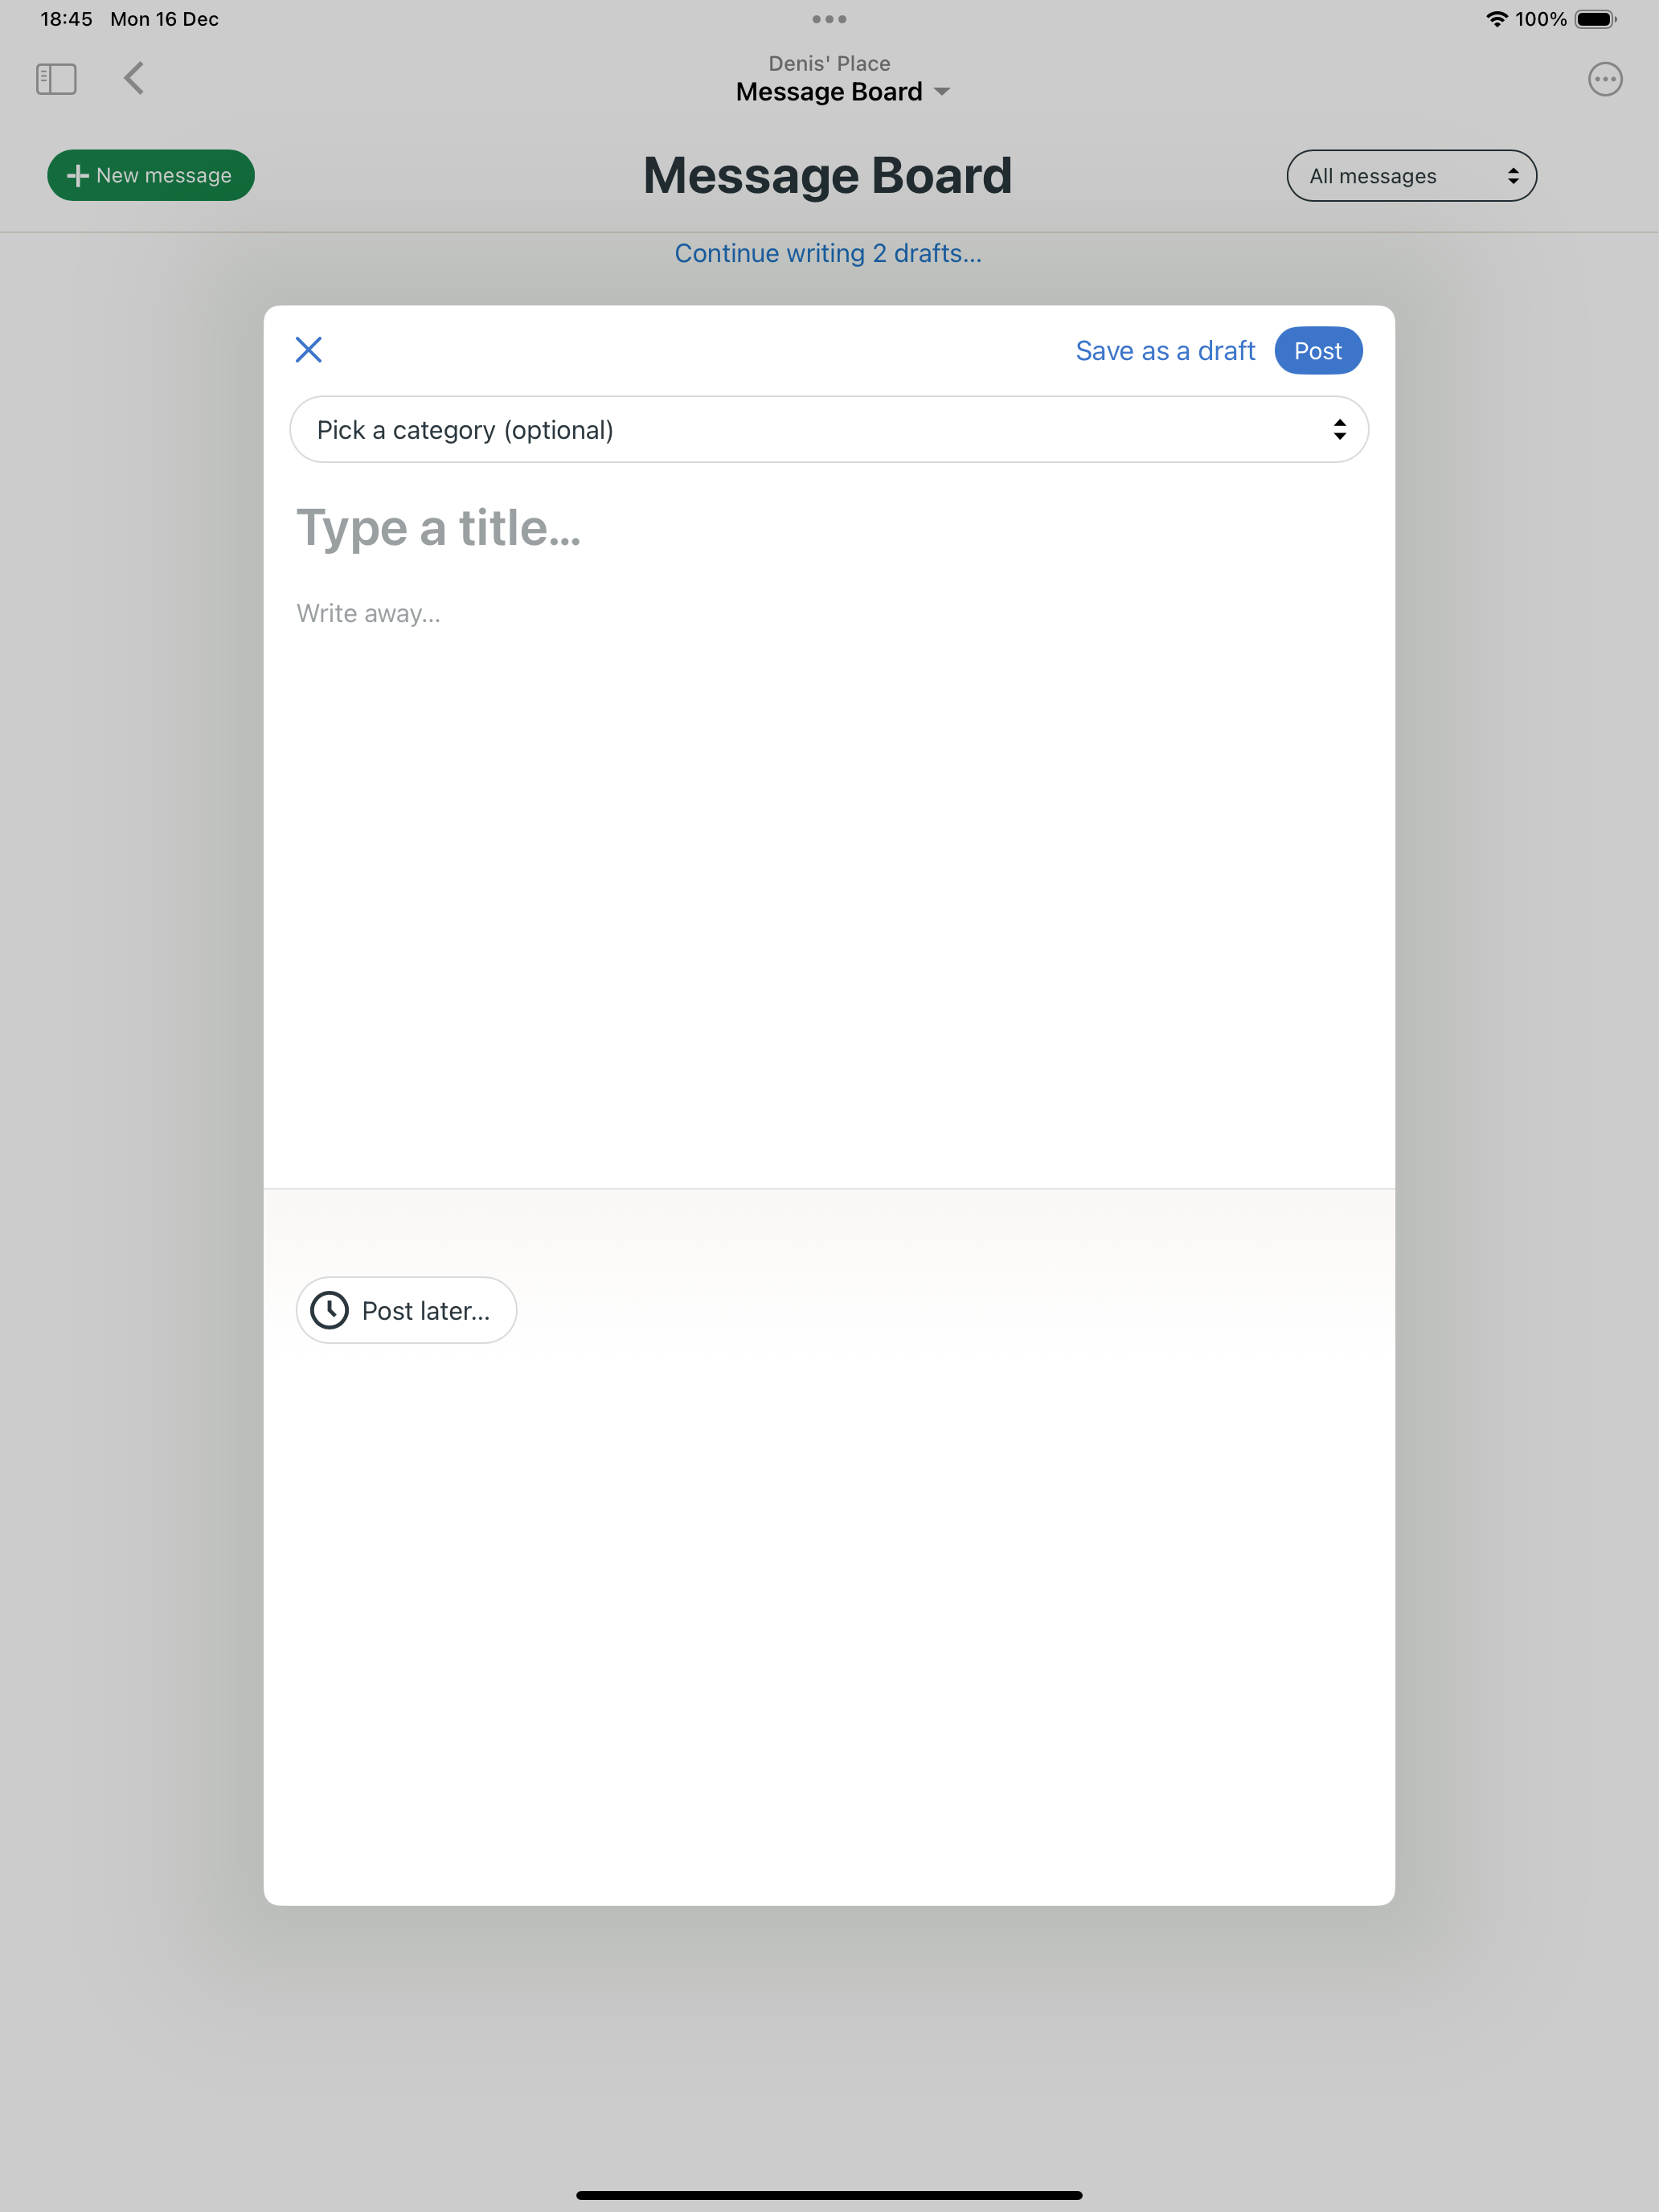 18:45 Mon 16 Dec
100%
Denis' Place
Message Board
New message
Message Board
All messages
Continue writing 2 drafts...
Save as a draft
Post
Pick a category (optional)
Type a title...
Write away...
Post later...